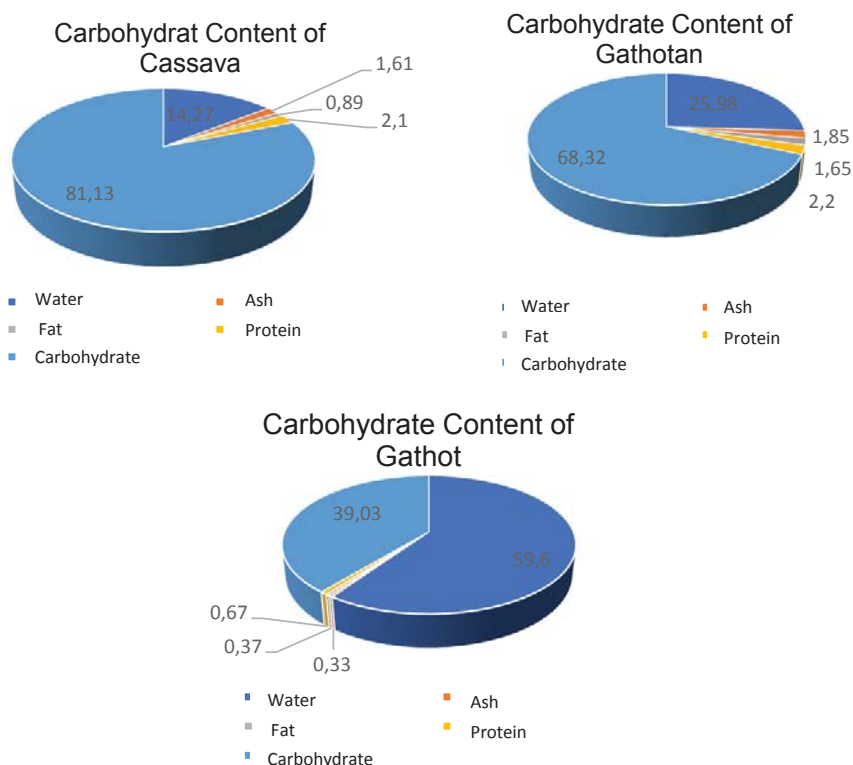 Carbohydrat Content of
Cassava
14,27
1,61
0,89
2,1
81,13
Water
Ash
Fat
Protein
Carbohydrate
Carbohydrate Content of
Gathotan
25,98
1,85
1,65
2,2
68,32
Water
Ash
Fat
Protein
Carbohydrate
Carbohydrate Content of
Gathot
39,03
59,6
0,67
0,37
0,33
Water
Ash
Fat
Protein
Carbohydrate